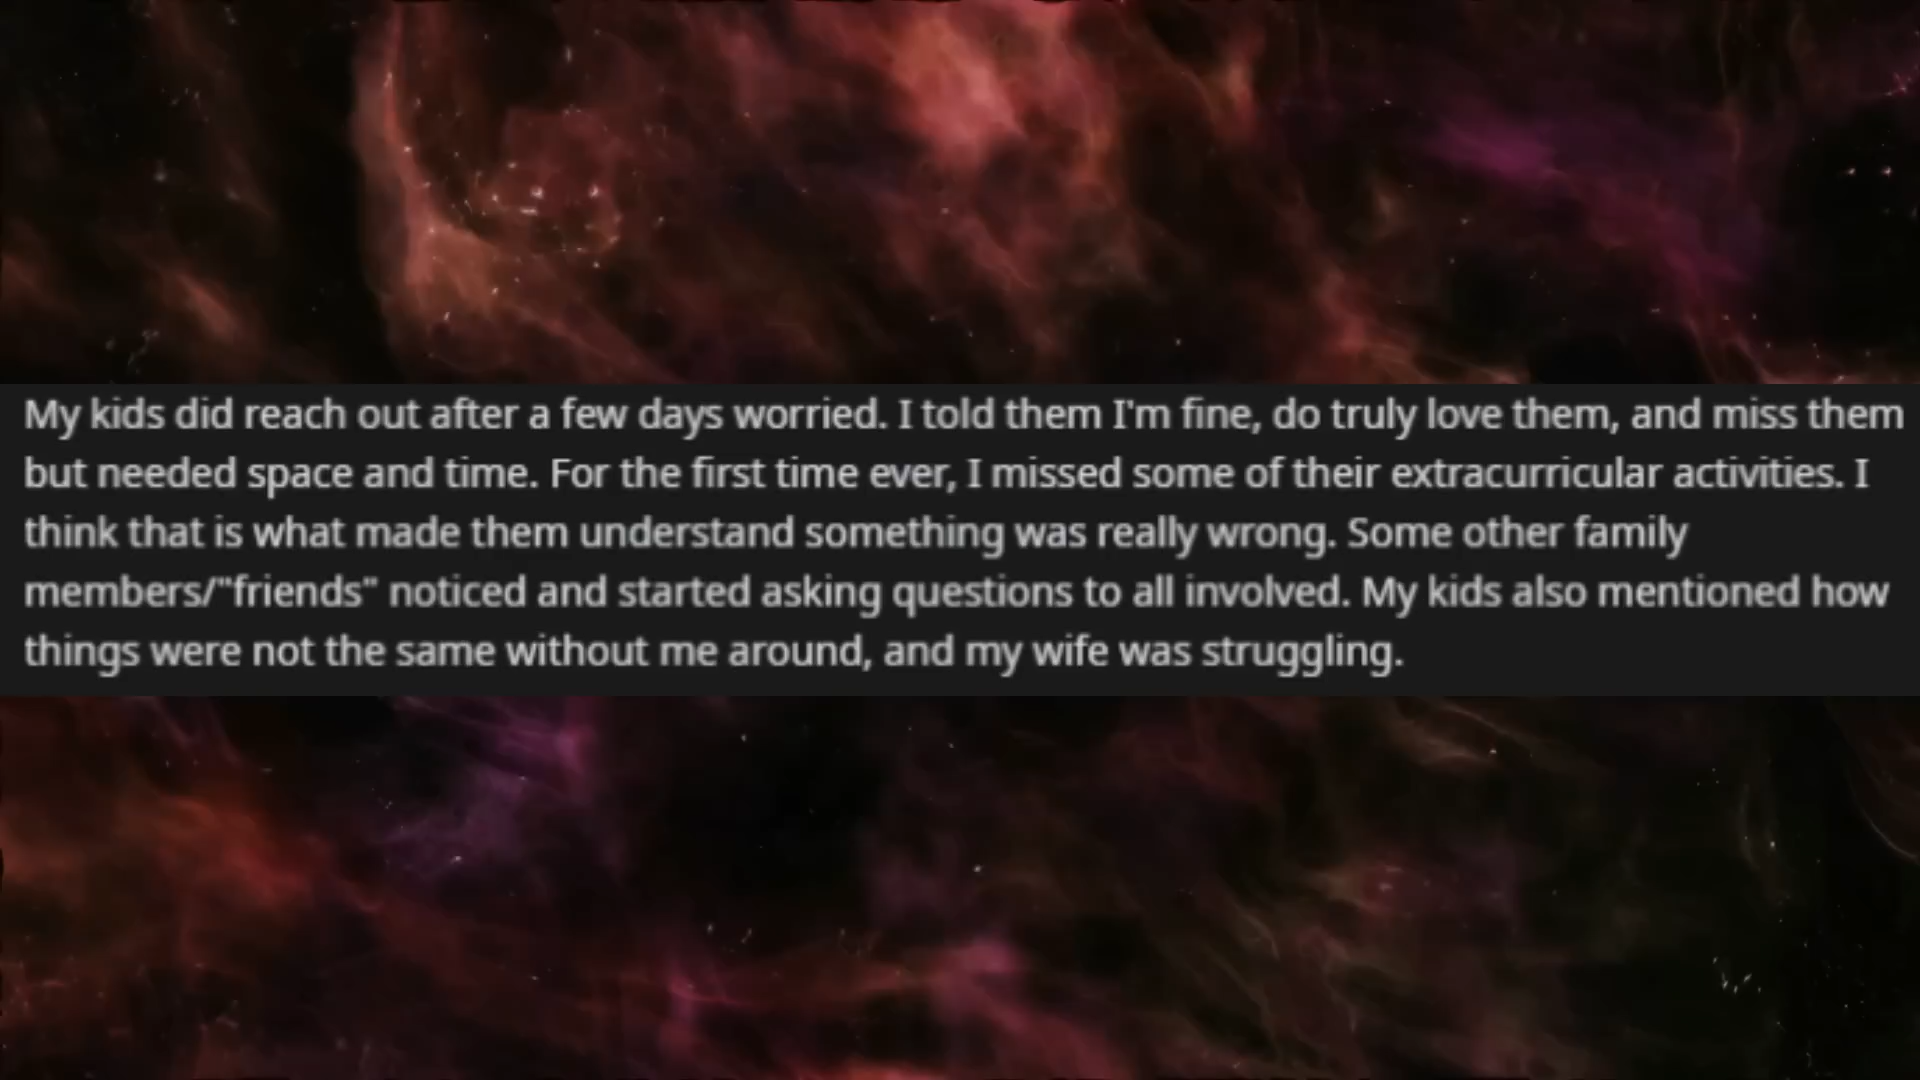 My kids did reach out after a few days worried. I told them I'm fine, do truly love them, and miss them
but needed space and time. For the first time ever, I missed some of their extracurricular activities. I
think that is what made them understand something was really wrong. Some other family
members/"friends" noticed and started asking questions to all involved. My kids also mentioned how
things were not the same without me around, and my wife was struggling.